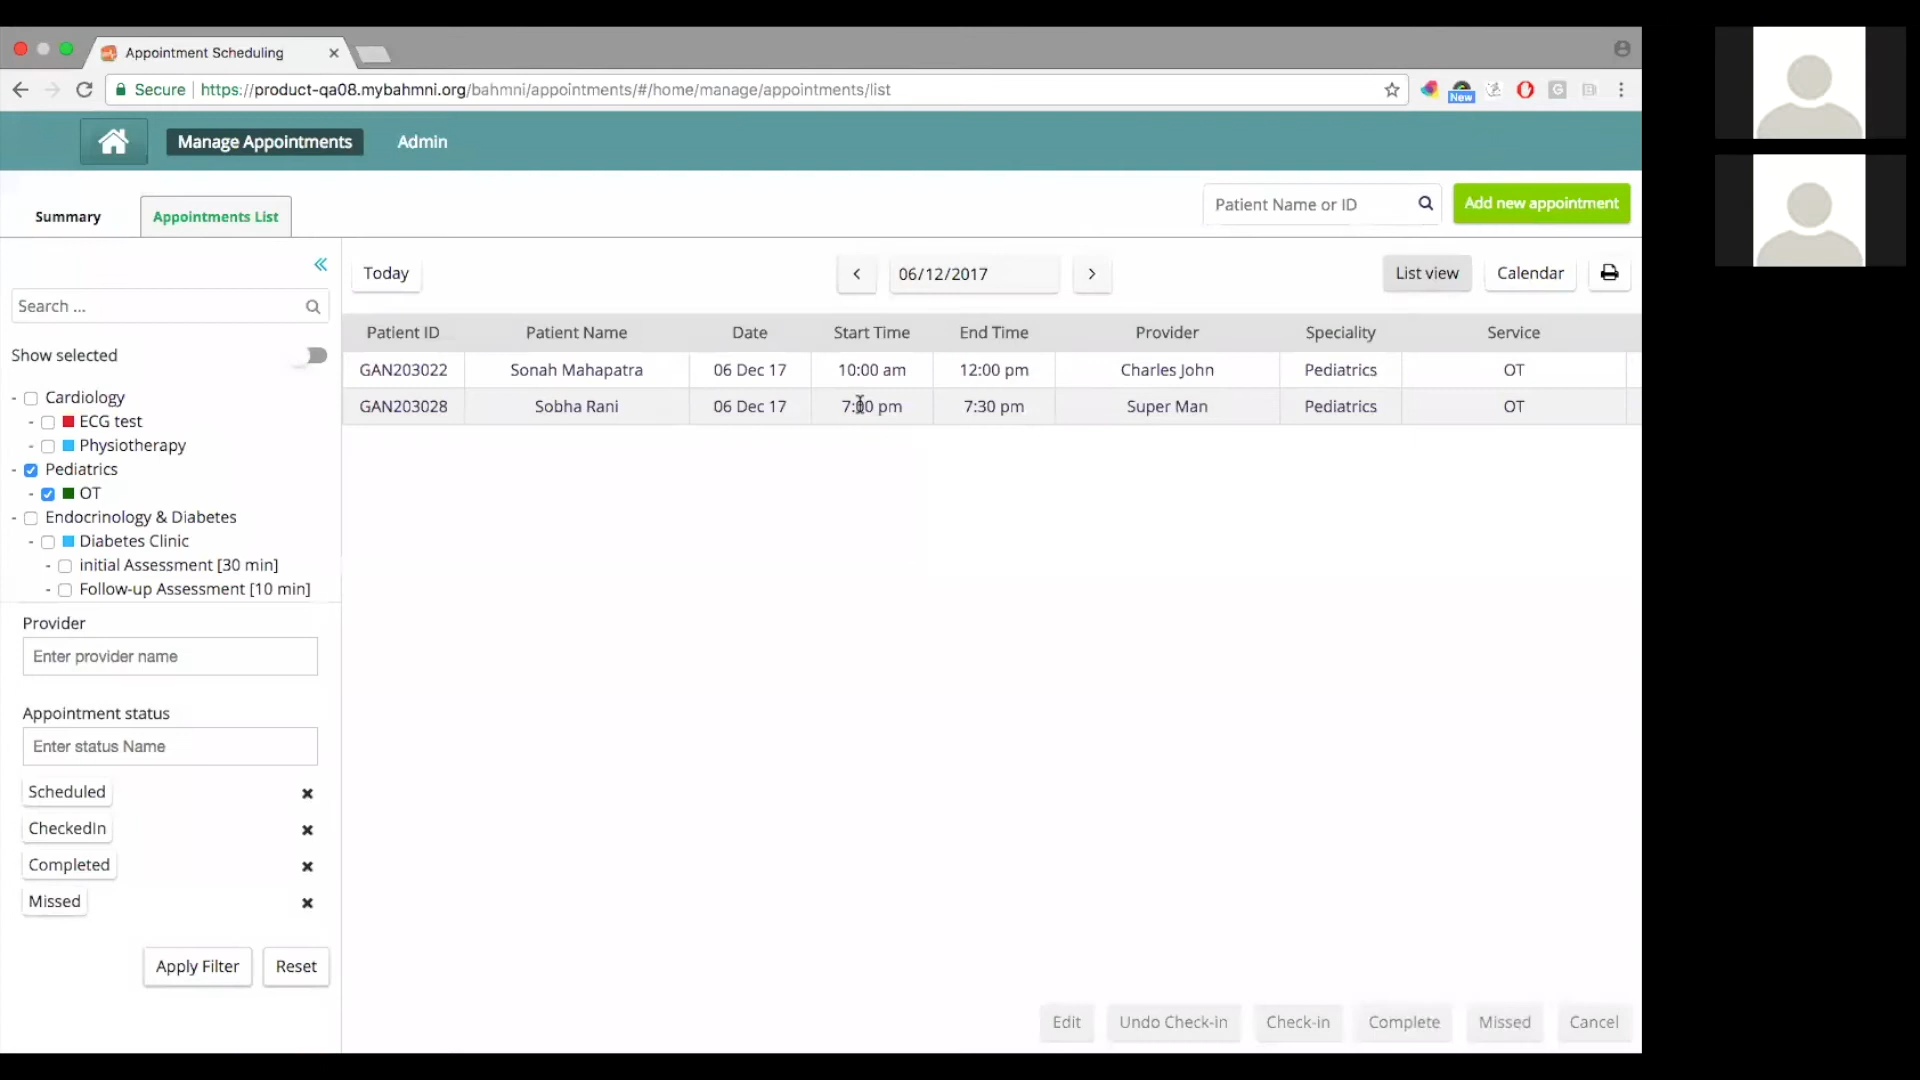 Appointment Scheduling
Secure https://product-qa08.mybahmni.org/bahmni/appointments/#/home/manage/appointments/list
New
Manage Appointments Admin
Summary Appointments List Patient Name or ID Add new appointment
Today 06/12/2017 List view Calendar
Search ...
Show selected
- Cardiology
- ECG test
- Physiotherapy
- Pediatrics
- OT
- Endocrinology & Diabetes
- Diabetes Clinic
- initial Assessment [30 min]
- Follow-up Assessment [10 min]
Provider
Enter provider name
Appointment status
Enter status Name
Scheduled
CheckedIn
Completed
Missed
Apply Filter Reset
Patient ID Patient Name Date Start Time End Time Provider Speciality Service
GAN203022 Sonah Mahapatra 06 Dec 17 10:00 am 12:00 pm Charles John Pediatrics OT
GAN203028 Sobha Rani 06 Dec 17 7:00 pm 7:30 pm Super Man Pediatrics OT
Edit Undo Check-in Check-in Complete Missed Cancel